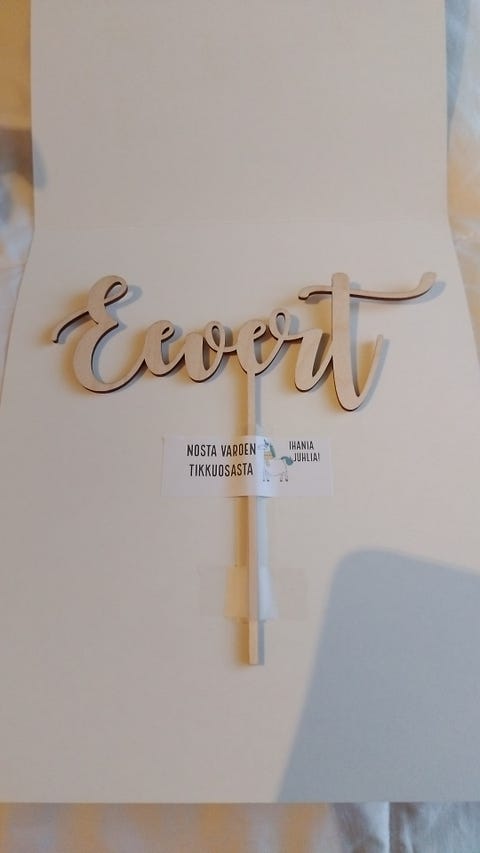 Eevert
NOSTA VAROEN
TIKKUOSASTA
IHANIA
JUHLIA!